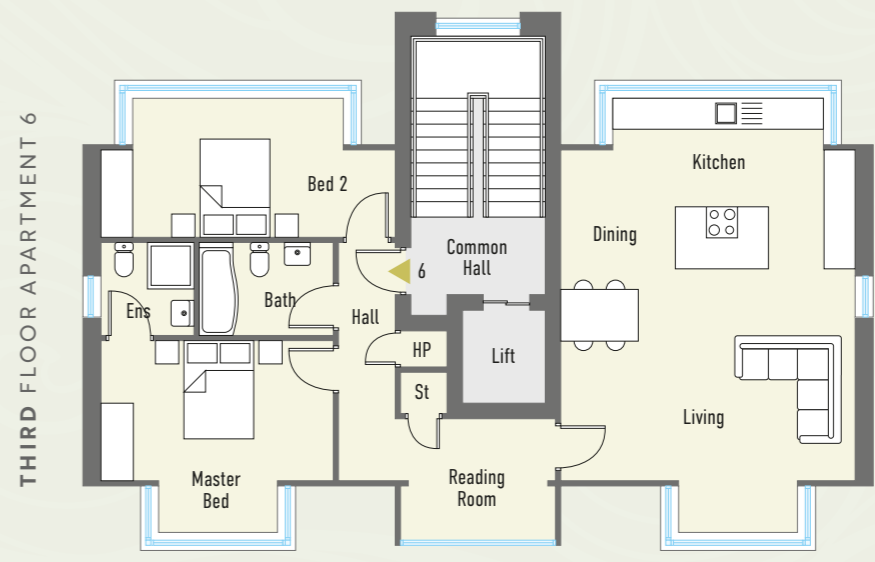 THIRD FLOOR APARTMENT 6
Kitchen
Bed 2
Dining
Common
Hall
6
Ens
Bath
Hall
HP
Lift
St
Living
Master
Bed
Reading
Room